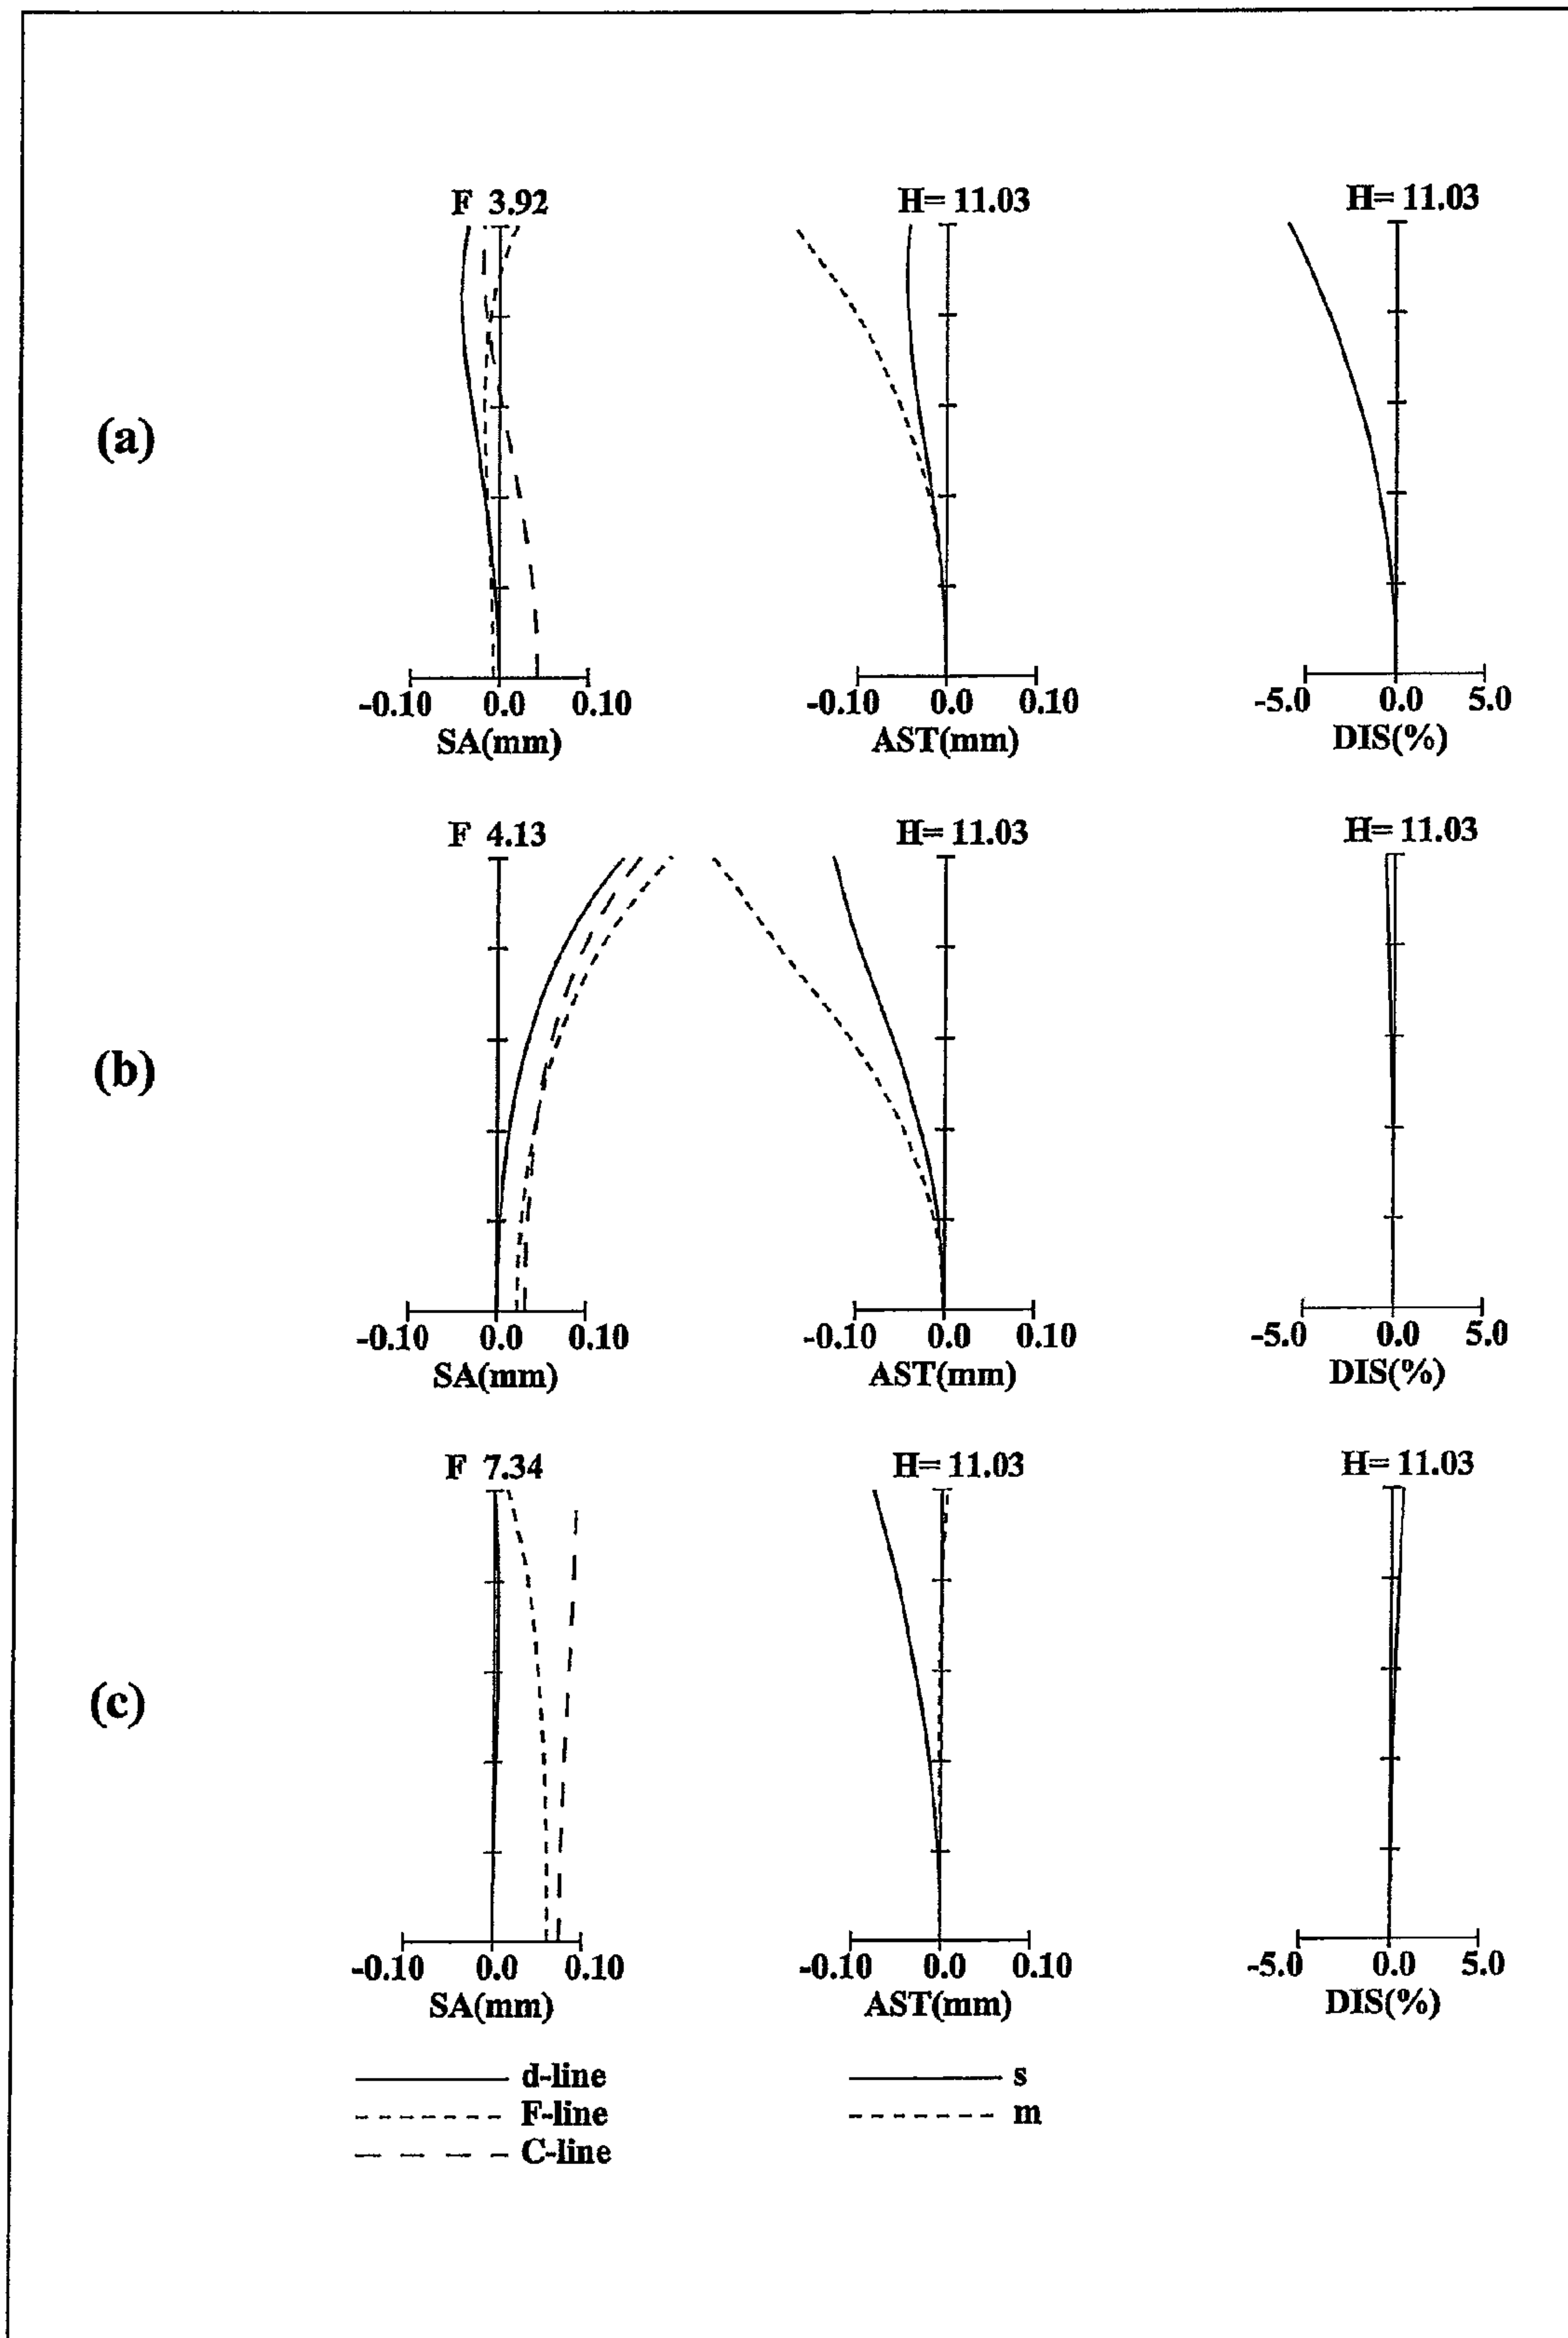 F 3.92 H= 11.03 H= 11.03
(a)
-0.10 0.0 0.10 -0.10 0.0 0.10 -5.0 0.0 5.0
SA(mm) AST(mm) DIS(%)
F 4.13 H= 11.03 H= 11.03
(b)
-0.10 0.0 0.10 -0.10 0.0 0.10 -5.0 0.0 5.0
SA(mm) AST(mm) DIS(%)
F 7.34 H= 11.03 H= 11.03
(c)
-0.10 0.0 0.10 -0.10 0.0 0.10 -5.0 0.0 5.0
SA(mm) AST(mm) DIS(%)
d-line s
F-line m
C-line